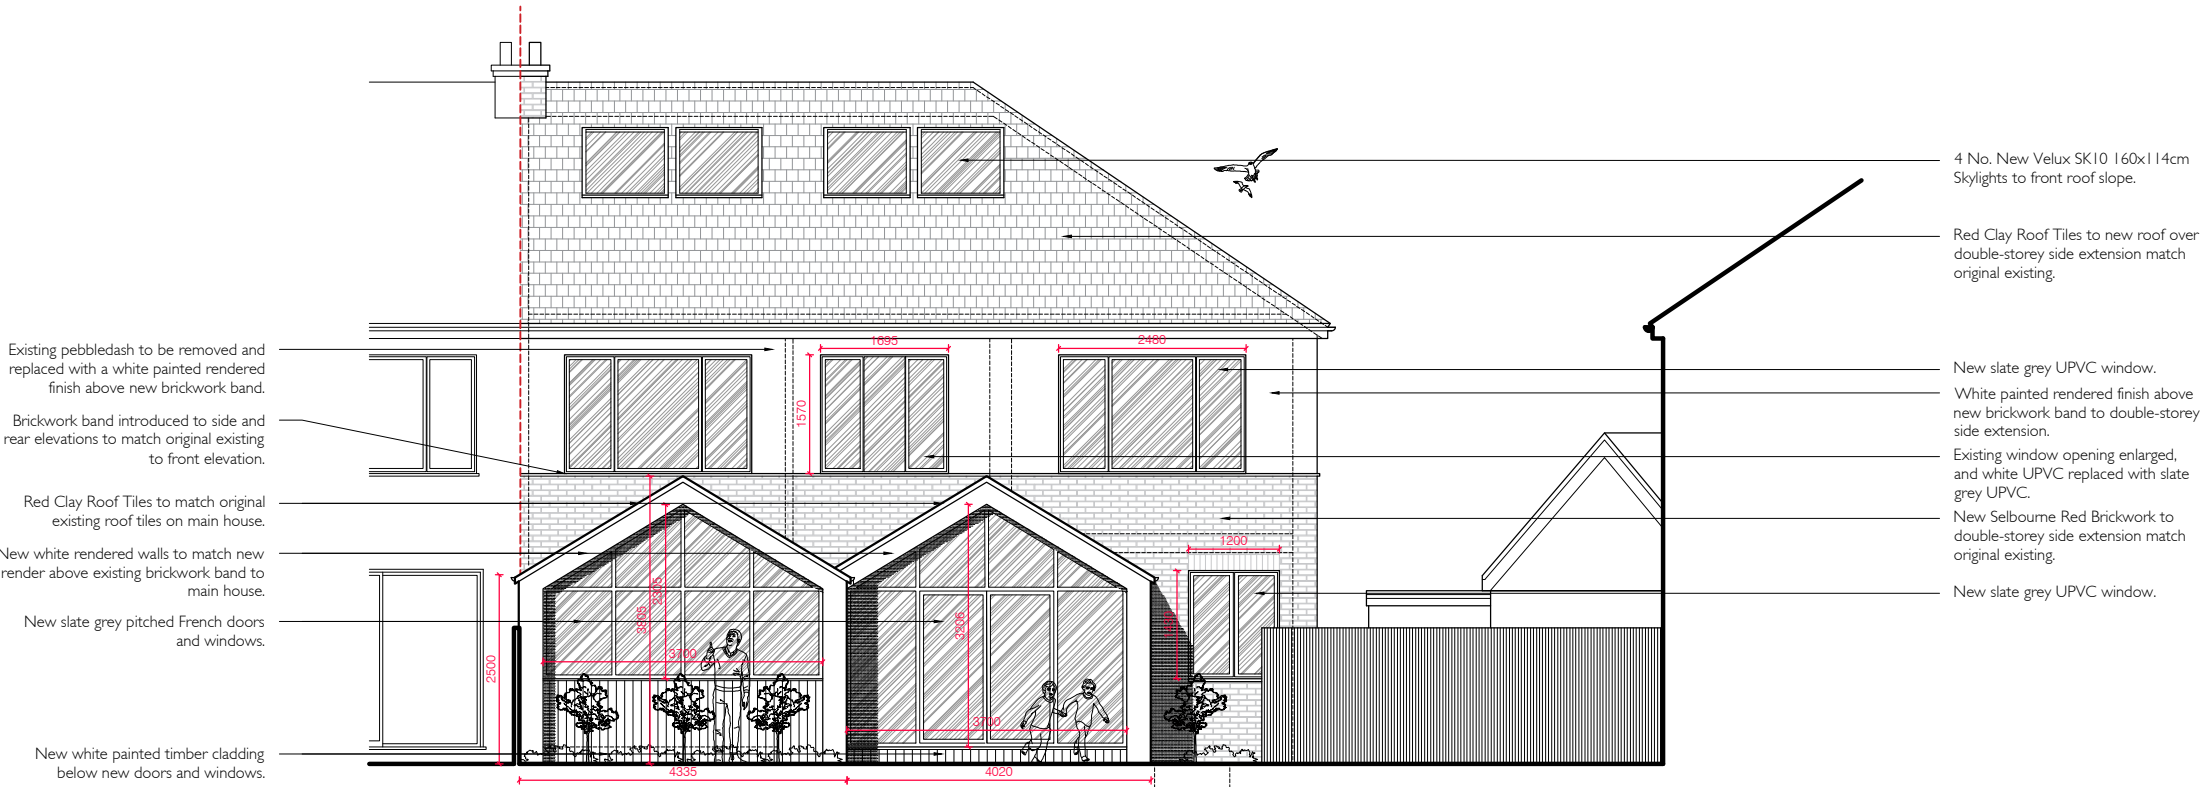 4 No. New Velux SK10 160x114cm
Skylights to front roof slope.
Red Clay Roof Tiles to new roof over
double-storey side extension match
original existing.
Existing pebbledash to be removed and
replaced with a white painted rendered
finish above new brickwork band.
Brickwork band introduced to side and
rear elevations to match original existing
to front elevation.
Red Clay Roof Tiles to match original
existing roof tiles on main house.
New white rendered walls to match new
render above existing brickwork band to
main house.
New slate grey pitched French doors
and windows.
New white painted timber cladding
below new doors and windows.
1695
2480
1570
1200
2305
3805
3205
2500
3700
3700
4335
4020
New slate grey UPVC window.
White painted rendered finish above
new brickwork band to double-storey
side extension.
Existing window opening enlarged,
and white UPVC replaced with slate
grey UPVC.
New Selbourne Red Brickwork to
double-storey side extension match
original existing.
New slate grey UPVC window.